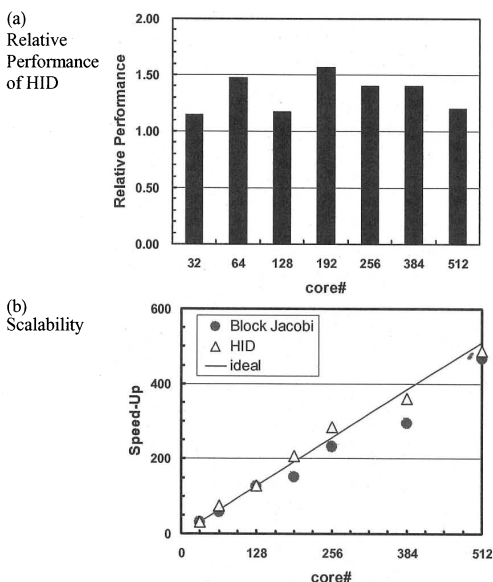 (a)
Relative
Performance
of HID
Relative Performance
2.00
1.50
1.00
0.50
0.00
32 64 128 192 256 384 512
core#
(b)
Scalability
Speed-Up
600
400
200
0
Block Jacobi
HID
ideal
0 128 256 384 512
core#